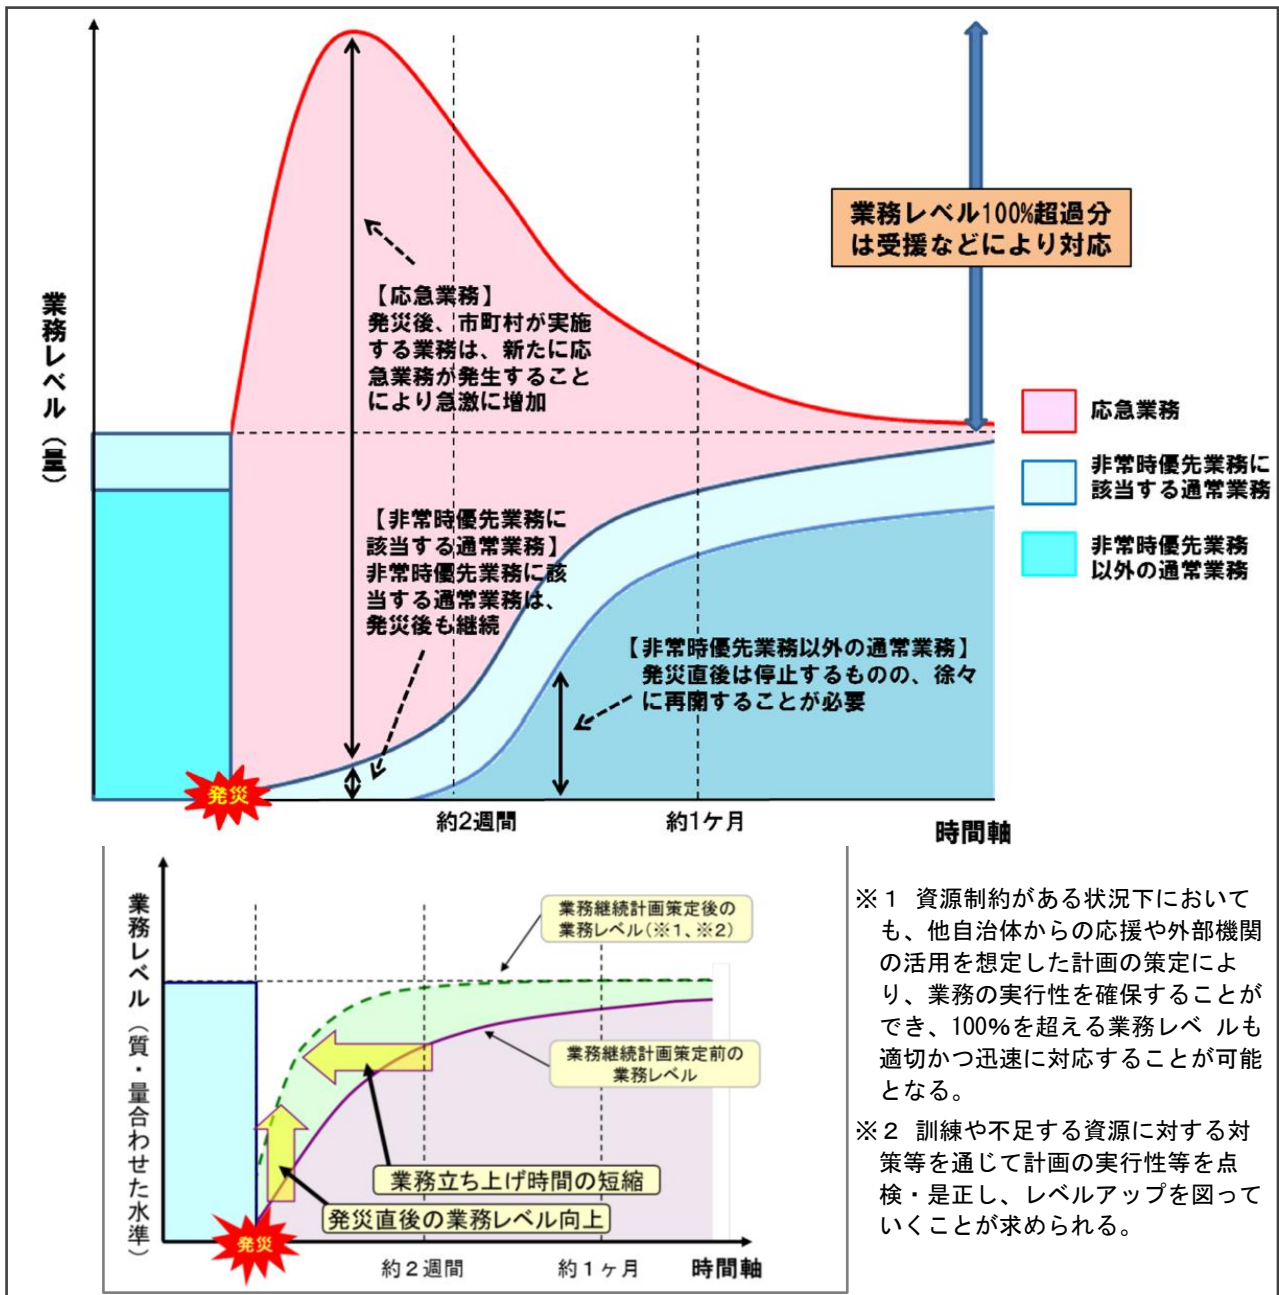 業務レベル（量）
業務レベル100%超過分
は受援などにより対応
【応急業務】
発災後、市町村が実施
する業務は、新たに応
急業務が発生すること
により急激に増加
応急業務
非常時優先業務に
該当する通常業務
非常時優先業務
以外の通常業務
【非常時優先業務に
該当する通常業務】
非常時優先業務に該
当する通常業務は、
発災後も継続
【非常時優先業務以外の通常業務】
発災直後は停止するものの、徐々
に再開することが必要
発災
約2週間
約1ケ月
時間軸
業務レベル（質・量合わせた水準）
業務継続計画策定後の
業務レベル(※1、※2)
業務継続計画策定前の
業務レベル
業務立ち上げ時間の短縮
発災直後の業務レベル向上
発災
約２週間
約１ヶ月
時間軸
※１ 資源制約がある状況下において
も、他自治体からの応援や外部機関
の活用を想定した計画の策定によ
り、業務の実行性を確保することが
でき、100%を超える業務レベ ルも
適切かつ迅速に対応することが可能
となる。
※２ 訓練や不足する資源に対する対
策等を通じて計画の実行性等を点
検・是正し、レベルアップを図って
いくことが求められる。